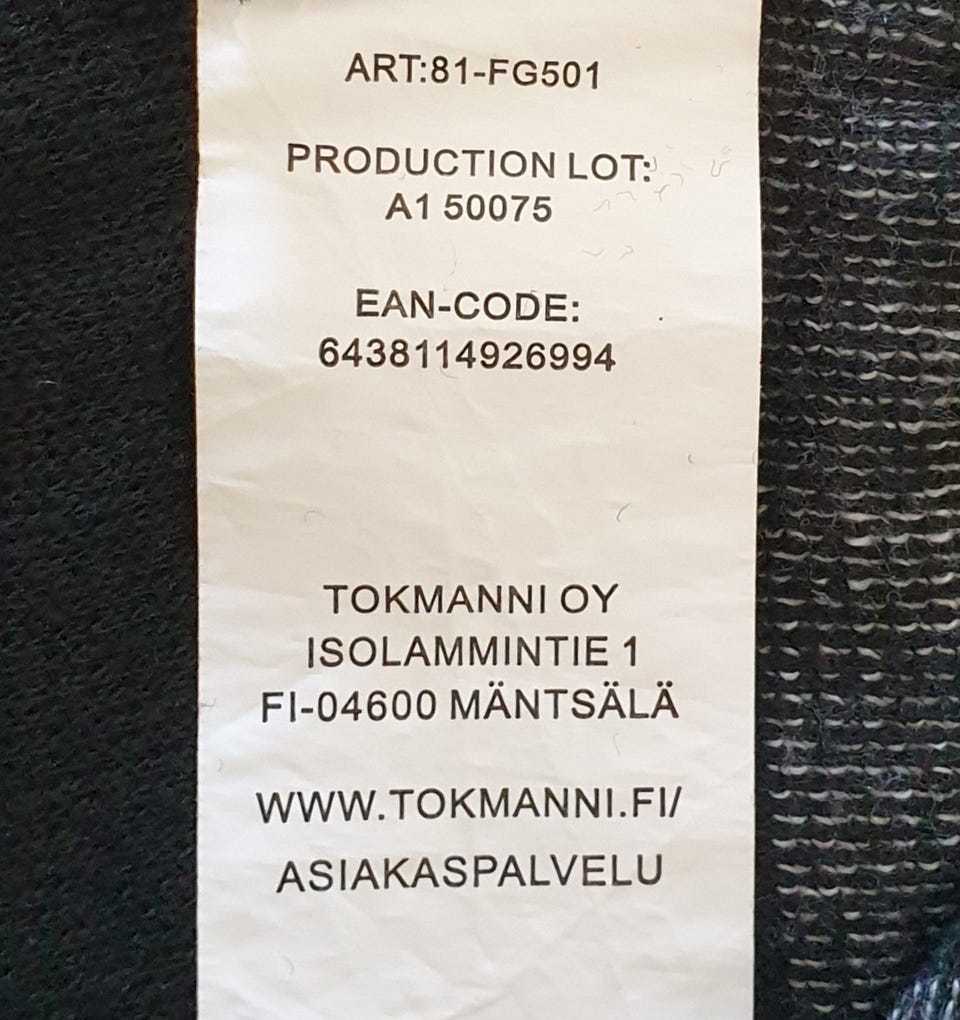 ART:81-FG501
PRODUCTION LOT:
A1 50075
EAN-CODE:
6438114926994
TOKMANNI OY
ISOLAMMINTIE 1
FI-04600 MÄNTSÄLÄ
WWW.TOKMANNI.FI/
ASIAKASPALVELU